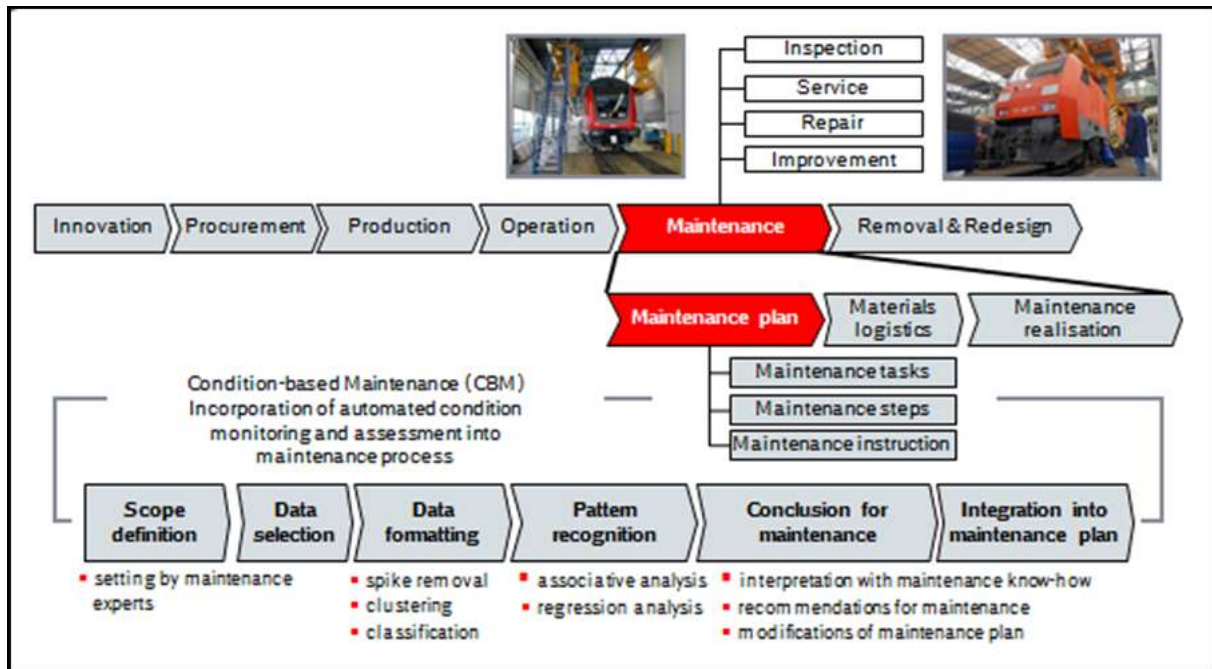 Inspection
Service
Repair
Improvement
Innovation
Procurement
Production
Operation
Maintenance
Removal & Redesign
Maintenance plan
Materials
logistics
Maintenance
realisation
Maintenance tasks
Maintenance steps
Maintenance instruction
Condition-based Maintenance (CBM)
Incorporation of automated condition
monitoring and assessment into
maintenance process
Scope
definition
Data
selection
Data
formatting
Pattern
recognition
Conclusion for
maintenance
Integration into
maintenance plan
▪ setting by maintenance
experts
▪ spike removal
▪ clustering
▪ classification
▪ associative analysis
▪ regression analysis
▪ interpretation with maintenance know-how
▪ recommendations for maintenance
▪ modifications of maintenance plan